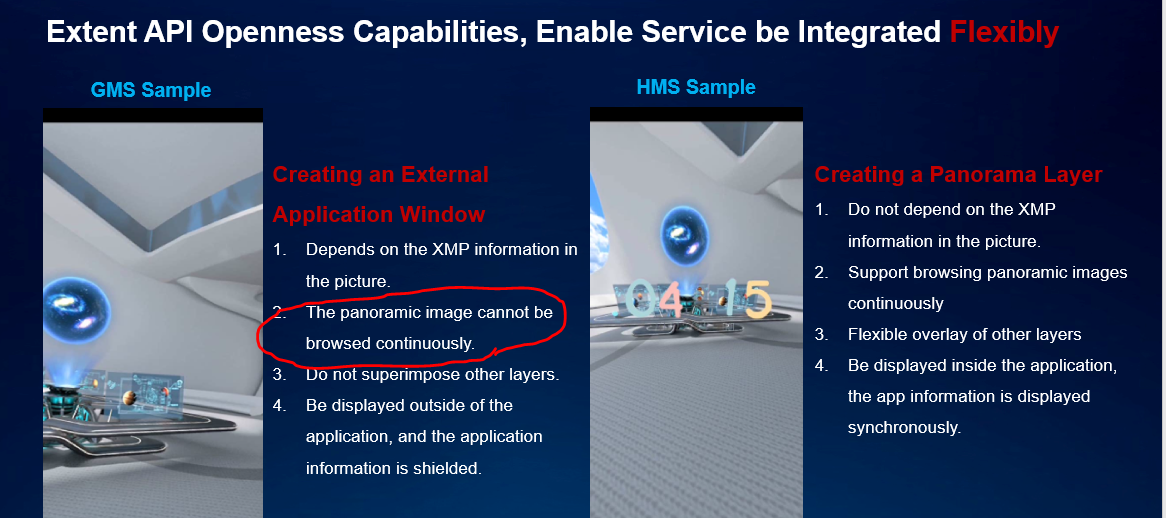 Extent API Openness Capabilities, Enable Service be Integrated Flexibly
GMS Sample
Creating an External
Application Window
1. Depends on the XMP information in
the picture.
2. The panoramic image cannot be
browsed continuously.
3. Do not superimpose other layers.
4. Be displayed outside of the
application, and the application
information is shielded.
HMS Sample
04 15
Creating a Panorama Layer
1. Do not depend on the XMP
information in the picture.
2. Support browsing panoramic images
continuously
3. Flexible overlay of other layers
4. Be displayed inside the application,
the app information is displayed
synchronously.